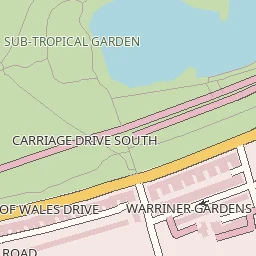 SUB-TROPICAL GARDEN
CARRIAGE DRIVE SOUTH
OF WALES DRIVE
WARRINER GARDENS
ROAD